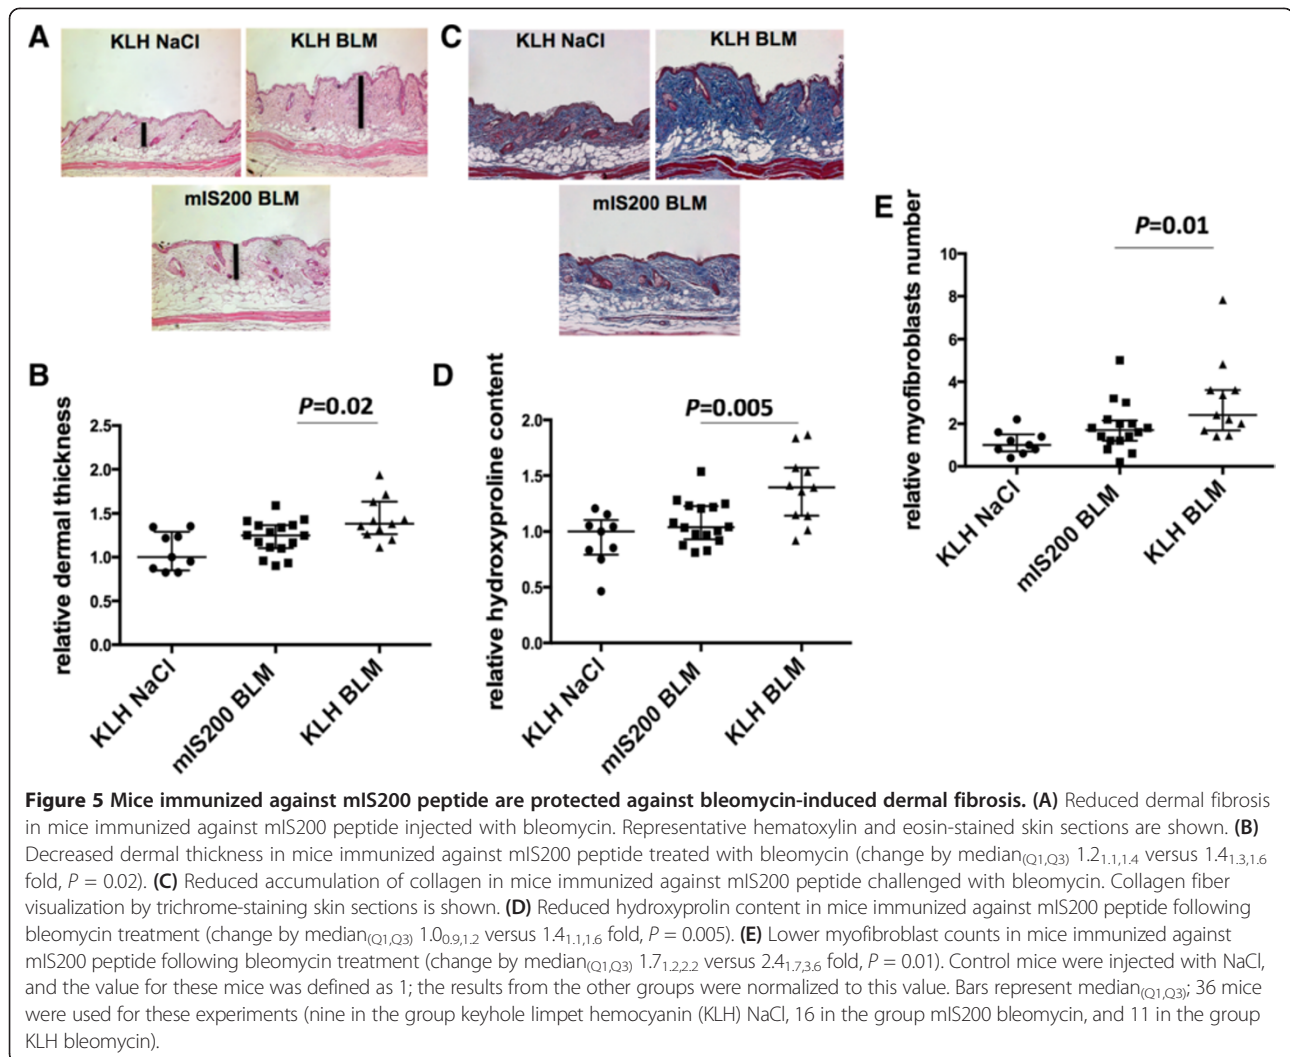 A
KLH NaCl
KLH BLM
mIS200 BLM
C
KLH NaCl
KLH BLM
mIS200 BLM
B
relative dermal thickness
P=0.02
2.5
2.0
1.5
1.0
0.5
0.0
KLH NaCl
mIS200 BLM
KLH BLM
D
relative hydroxyproline content
P=0.005
2.0
1.5
1.0
0.5
0.0
KLH NaCl
mIS200 BLM
KLH BLM
E
relative myofibroblasts number
P=0.01
10
8
6
4
2
0
KLH NaCl
mIS200 BLM
KLH BLM
Figure 5 Mice immunized against mIS200 peptide are protected against bleomycin-induced dermal fibrosis. (A) Reduced dermal fibrosis
in mice immunized against mIS200 peptide injected with bleomycin. Representative hematoxylin and eosin-stained skin sections are shown. (B)
Decreased dermal thickness in mice immunized against mIS200 peptide treated with bleomycin (change by median(Q1,Q3) 1.21.1,1.4 versus 1.41.3,1.6
fold, P = 0.02). (C) Reduced accumulation of collagen in mice immunized against mIS200 peptide challenged with bleomycin. Collagen fiber
visualization by trichrome-staining skin sections is shown. (D) Reduced hydroxyprolin content in mice immunized against mIS200 peptide following
bleomycin treatment (change by median(Q1,Q3) 1.00.9,1.2 versus 1.41.1,1.6 fold, P = 0.005). (E) Lower myofibroblast counts in mice immunized against
mIS200 peptide following bleomycin treatment (change by median(Q1,Q3) 1.71.2,2.2 versus 2.41.7,3.6 fold, P = 0.01). Control mice were injected with NaCl,
and the value for these mice was defined as 1; the results from the other groups were normalized to this value. Bars represent median(Q1,Q3); 36 mice
were used for these experiments (nine in the group keyhole limpet hemocyanin (KLH) NaCl, 16 in the group mIS200 bleomycin, and 11 in the group
KLH bleomycin).